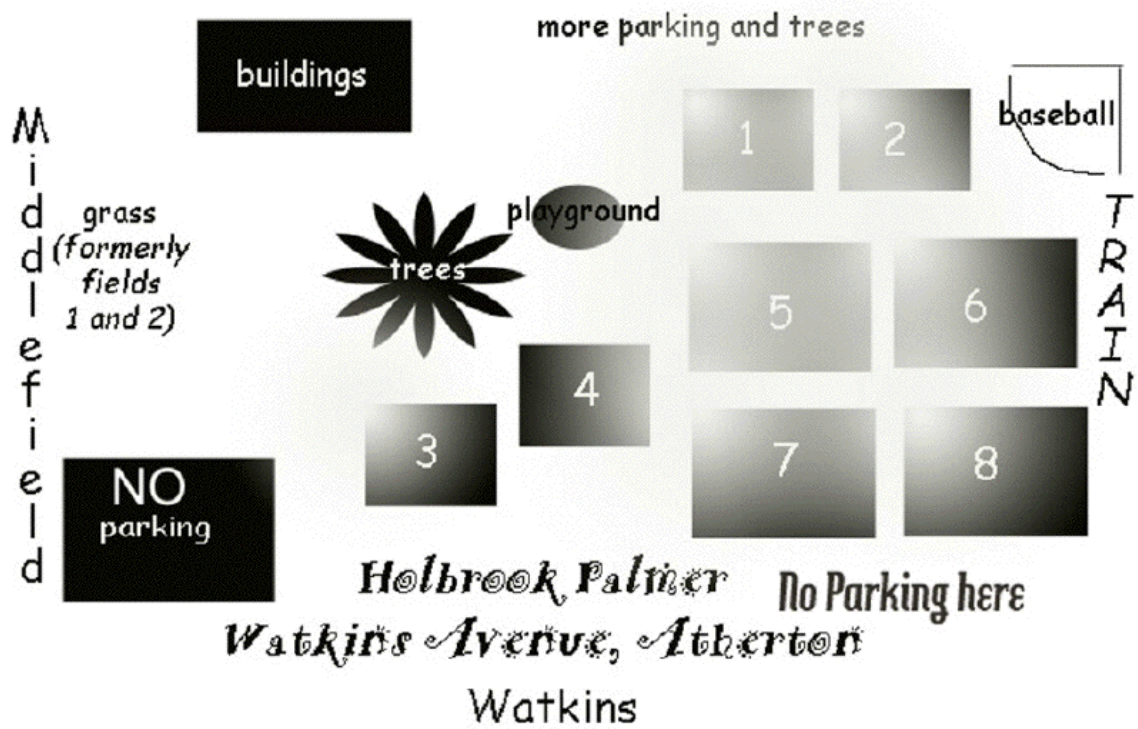 more parking and trees
buildings
1
2
baseball
Middlefield
grass
(formerly
fields
1 and 2)
playground
trees
TRAIN
5
6
4
3
7
8
NO
parking
Holbrook Palmer
No Parking here
Watkins Avenue, Atherton
Watkins